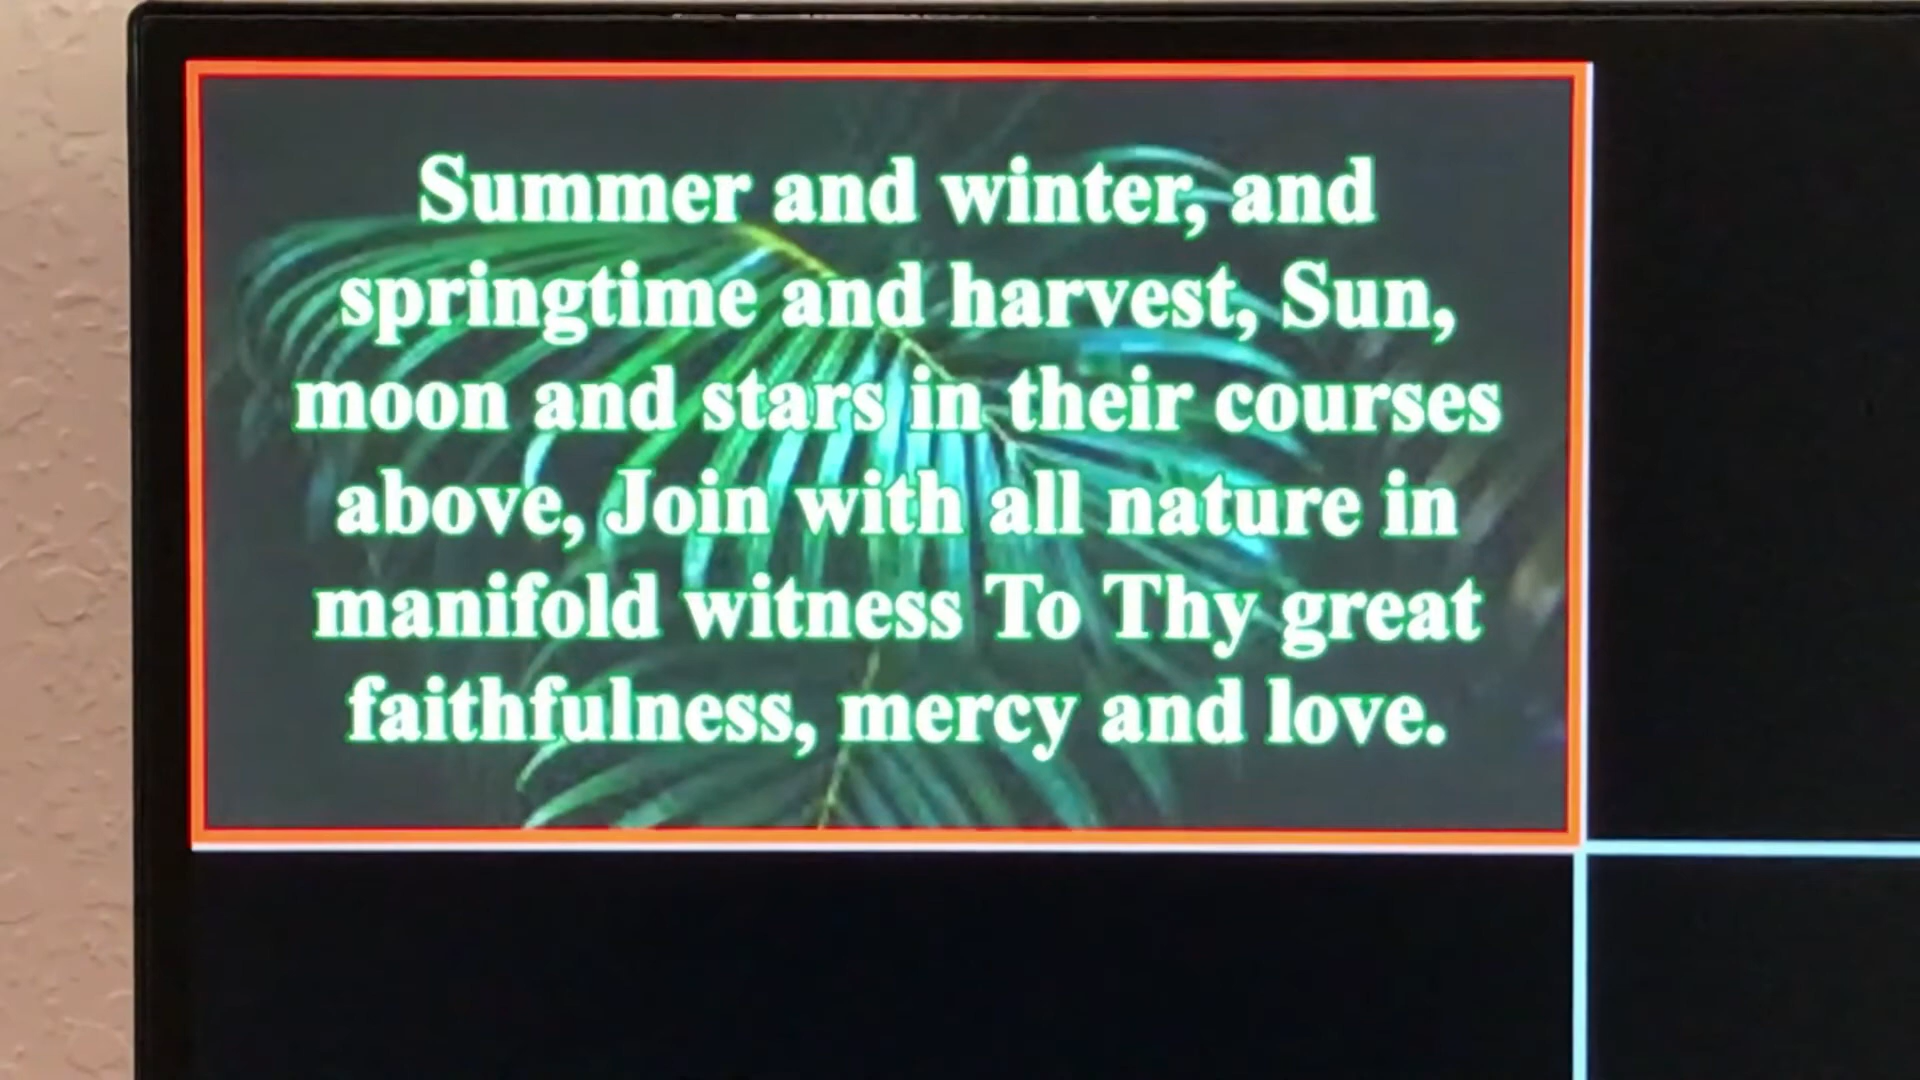 Summer and winter, and
springtime and harvest, Sun,
moon and stars in their courses
above, Join with all nature in
manifold witness To Thy great
faithfulness, mercy and love.